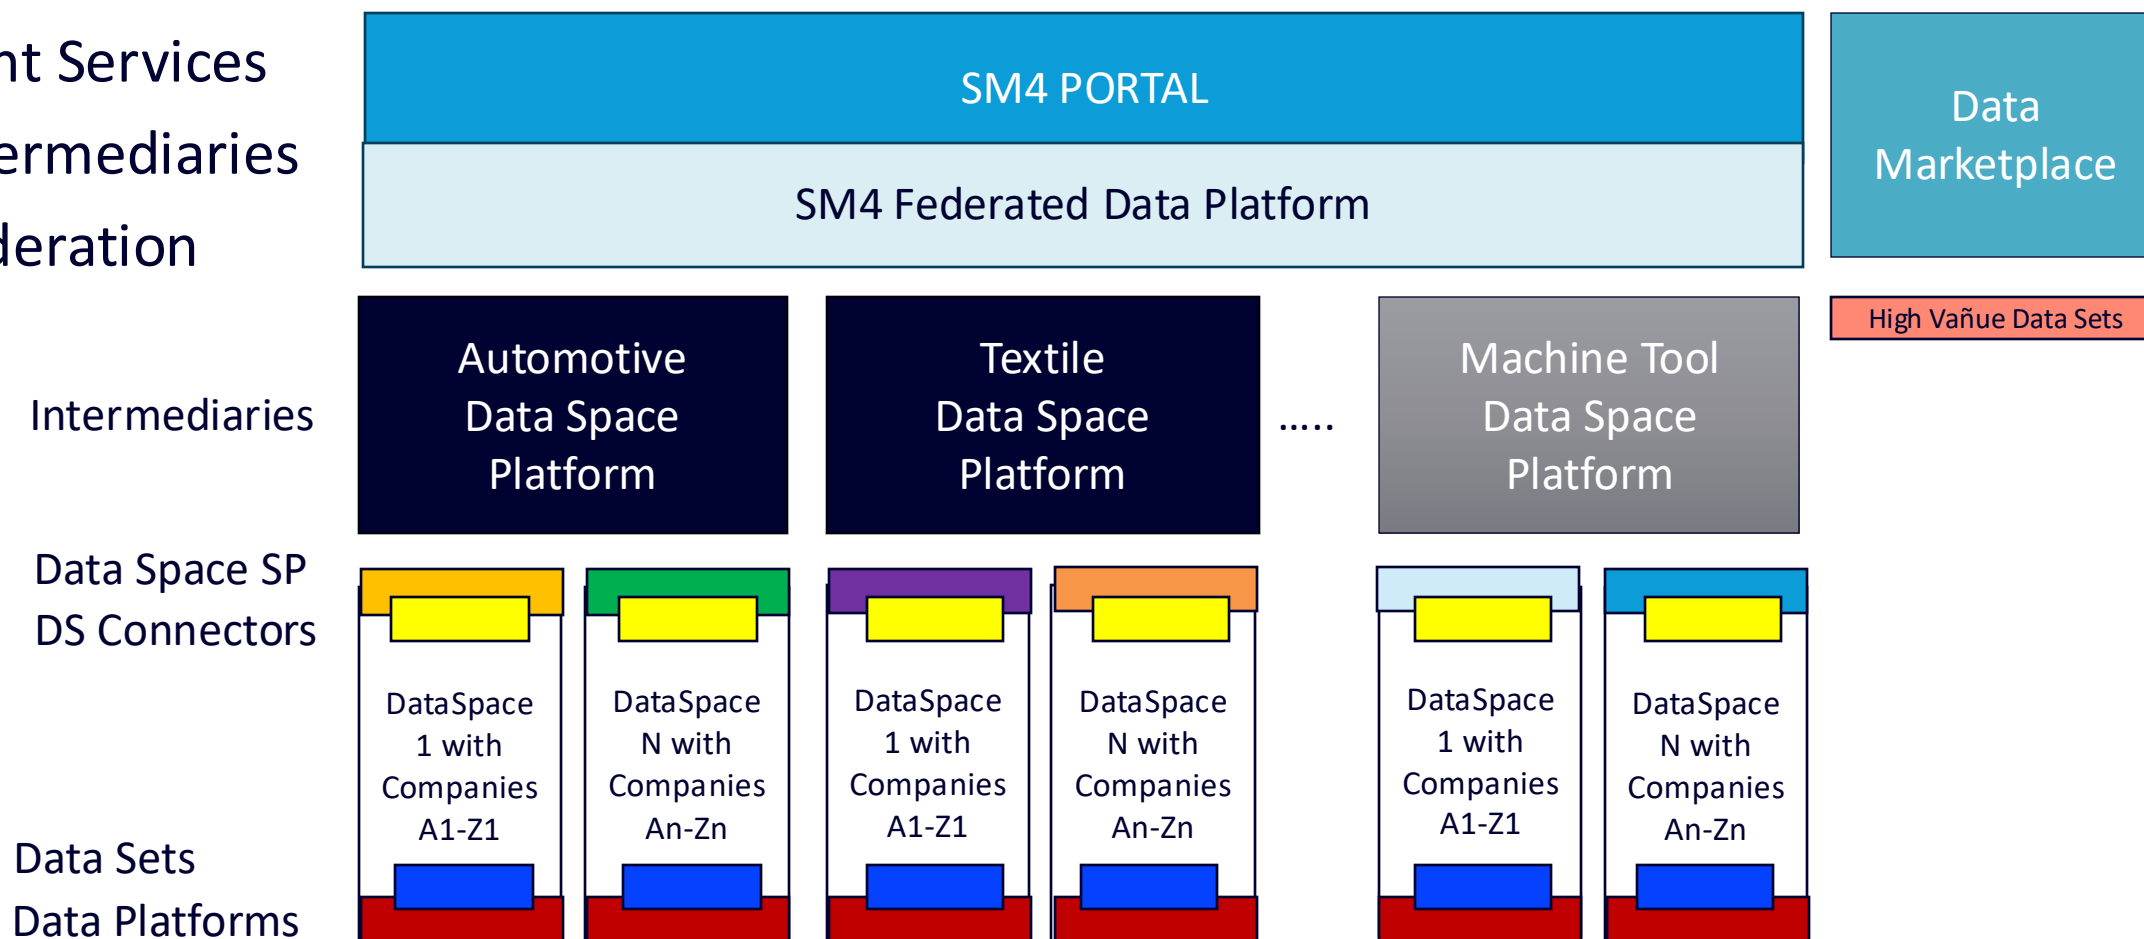 nt Services
ermediaries
deration
SM4 PORTAL
SM4 Federated Data Platform
Data
Marketplace
High Vañue Data Sets
Intermediaries
Automotive
Data Space
Platform
Textile
Data Space
Platform
.....
Machine Tool
Data Space
Platform
Data Space SP
DS Connectors
DataSpace
1 with
Companies
A1-Z1
DataSpace
N with
Companies
An-Zn
DataSpace
1 with
Companies
A1-Z1
DataSpace
N with
Companies
An-Zn
DataSpace
1 with
Companies
A1-Z1
DataSpace
N with
Companies
An-Zn
Data Sets
Data Platforms